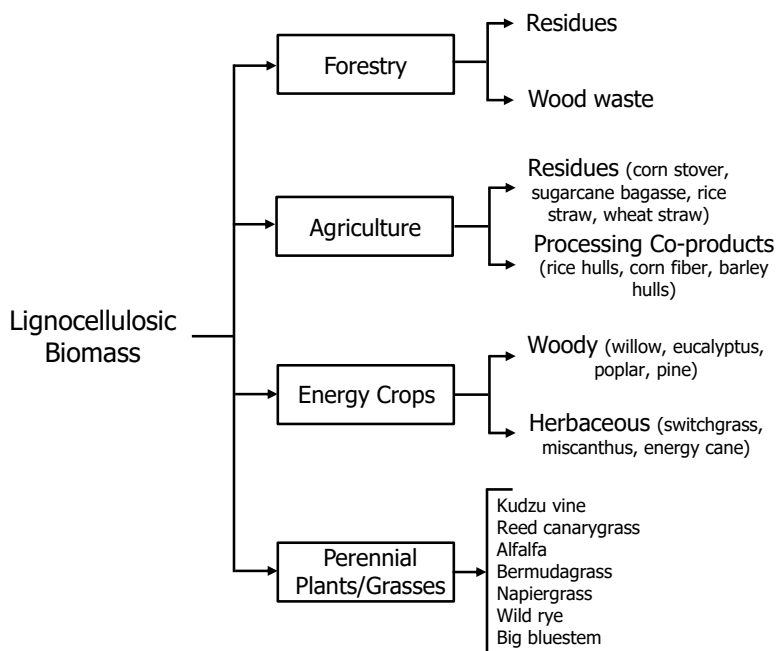 Lignocellulosic
Biomass
Forestry
Residues
Wood waste
Agriculture
Residues (corn stover,
sugarcane bagasse, rice
straw, wheat straw)
Processing Co-products
(rice hulls, corn fiber, barley
hulls)
Energy Crops
Woody (willow, eucalyptus,
poplar, pine)
Herbaceous (switchgrass,
miscanthus, energy cane)
Perennial
Plants/Grasses
Kudzu vine
Reed canarygrass
Alfalfa
Bermudagrass
Napiergrass
Wild rye
Big bluestem